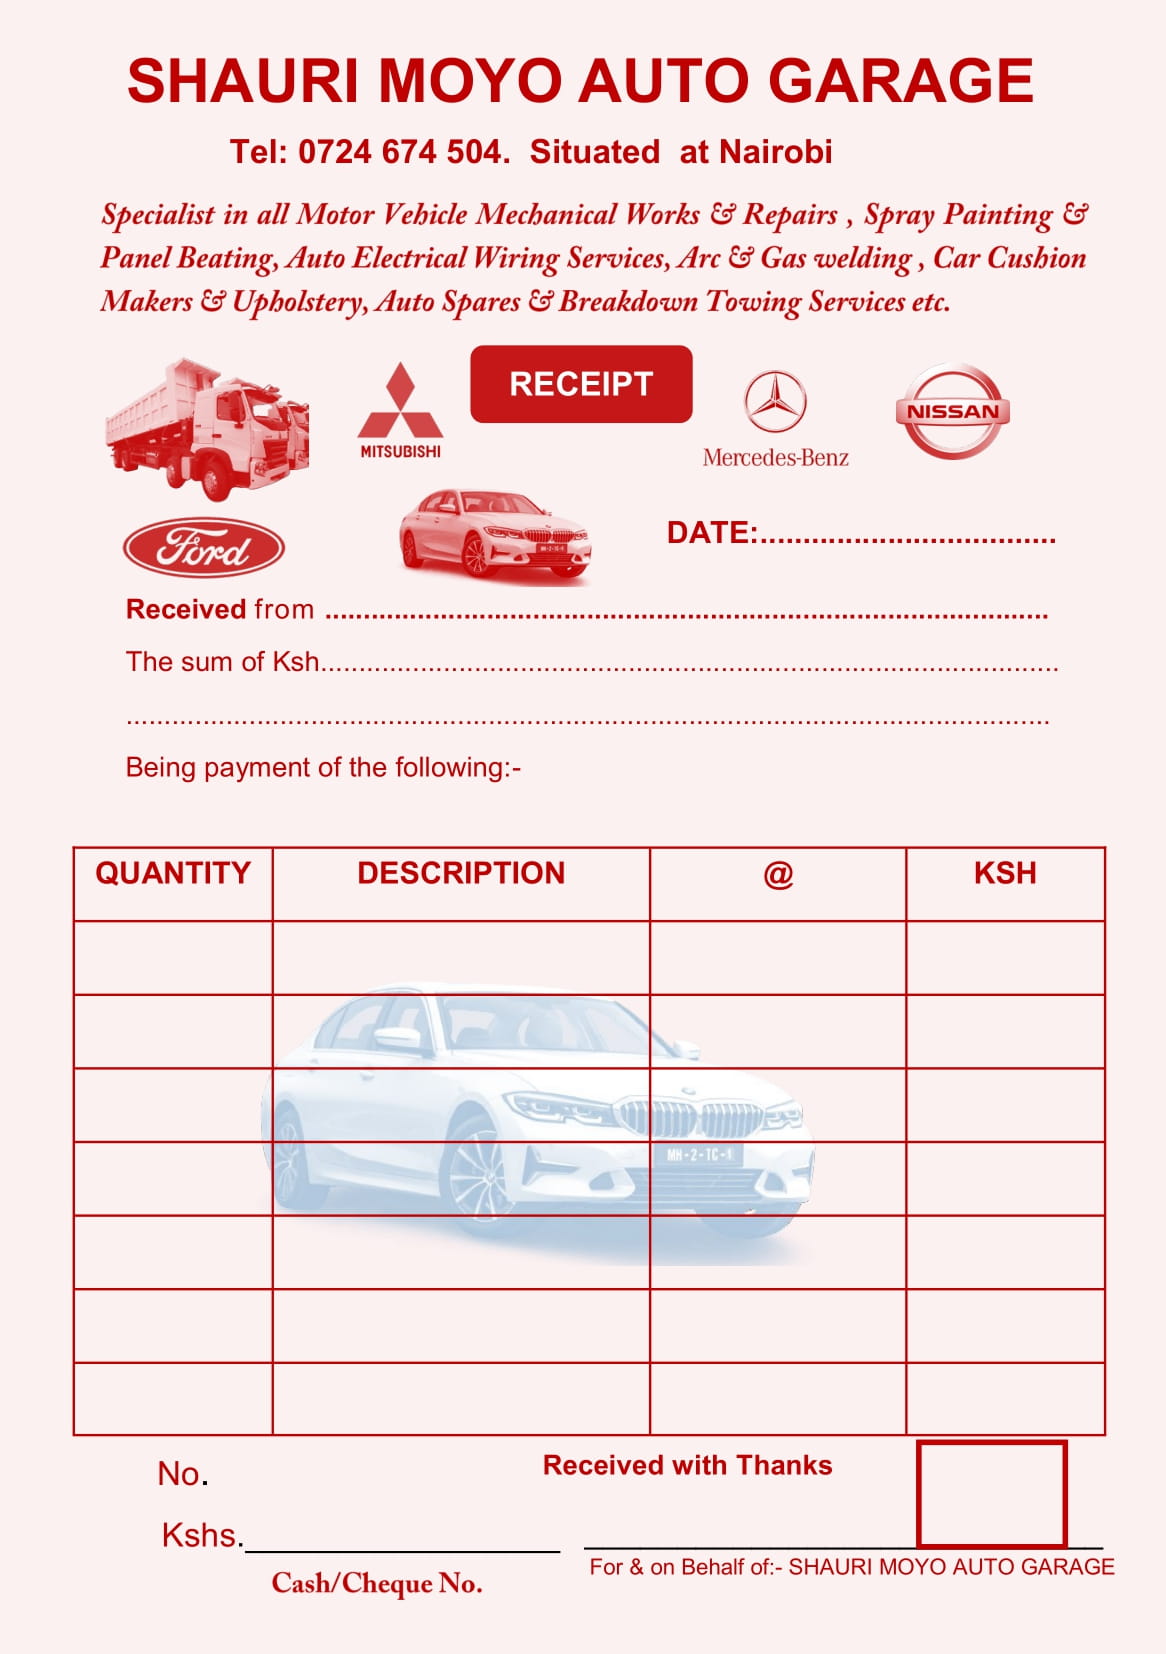 SHAURI MOYO AUTO GARAGE
Tel: 0724 674 504.  Situated  at Nairobi
Specialist in all Motor Vehicle Mechanical Works & Repairs , Spray Painting &
Panel Beating, Auto Electrical Wiring Services, Arc & Gas welding , Car Cushion
Makers & Upholstery, Auto Spares & Breakdown Towing Services etc.
RECEIPT
MITSUBISHI
Mercedes-Benz
NISSAN
Ford
DATE:..................................
Received from ..............................................................................................
The sum of Ksh................................................................................................
.........................................................................................................................
Being payment of the following:-
QUANTITY DESCRIPTION @ KSH
MH-2-TC-1
No.
Received with Thanks
Kshs.____________________
For & on Behalf of:- SHAURI MOYO AUTO GARAGE
Cash/Cheque No.